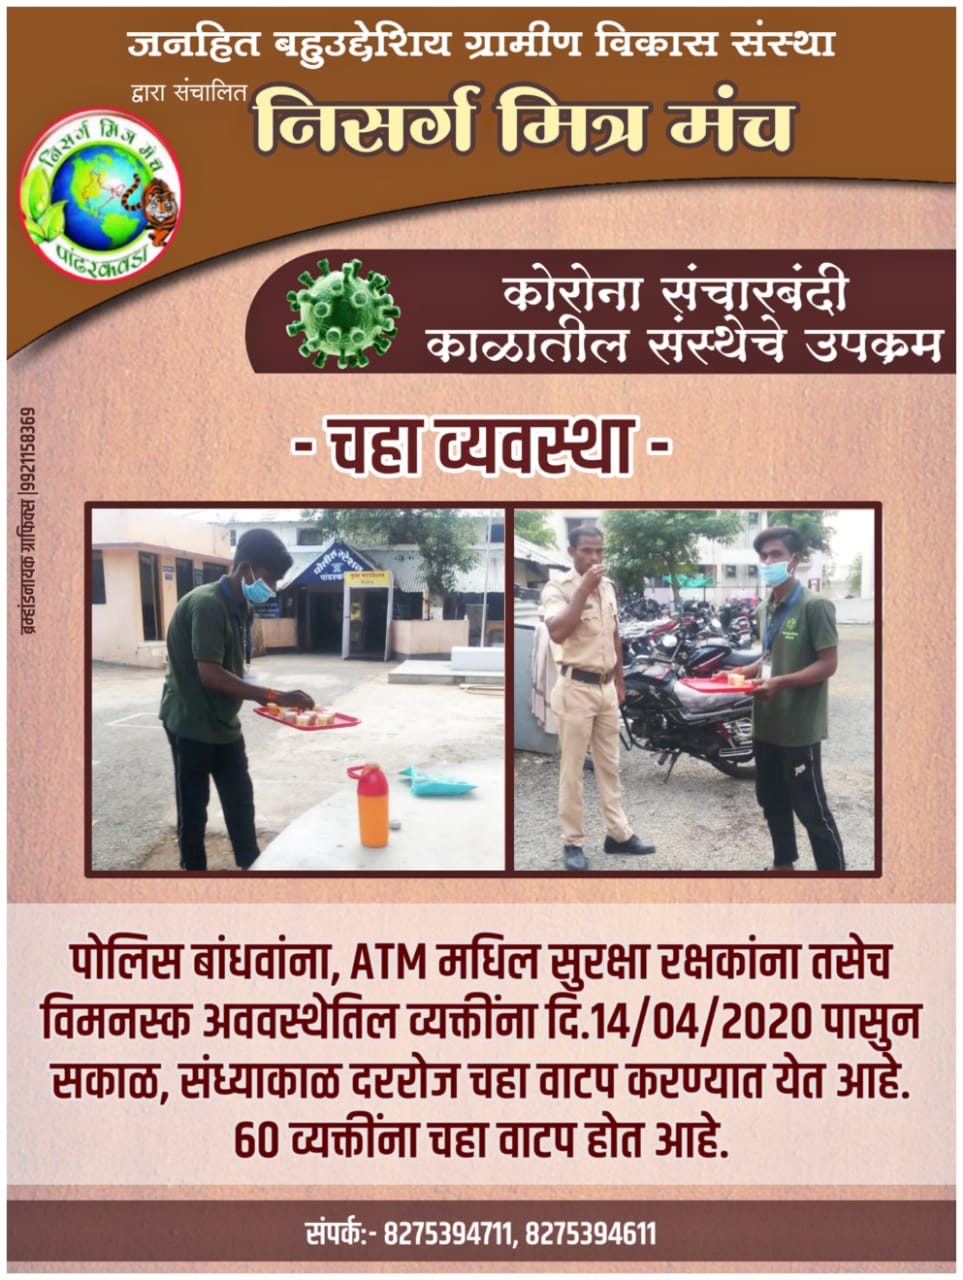 जनहित बहुउद्देशिय ग्रामीण विकास संस्था
द्वारा संचालित
निसर्ग मित्र मंच
निसर्ग मित्र मंच
पांढरकवडा
कोरोना संचारबंदी
काळातील संस्थेचे उपक्रम
- चहा व्यवस्था -
ब्रम्हांडनायक ग्राफिक्स|9921158369
पोलीस स्टेशन
पोलिस बांधवांना, ATM मधिल सुरक्षा रक्षकांना तसेच
विमनस्क अववस्थेतिल व्यक्तींना दि.14/04/2020 पासुन
सकाळ, संध्याकाळ दररोज चहा वाटप करण्यात येत आहे.
60 व्यक्तींना चहा वाटप होत आहे.
संपर्क:- 8275394711, 8275394611